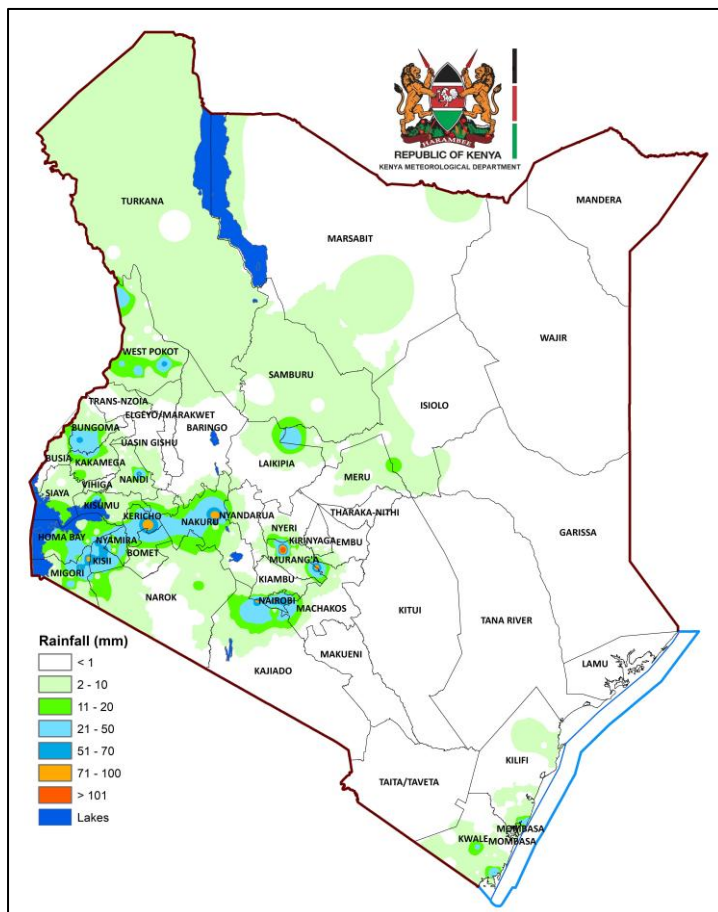 HARAMBEE
REPUBLIC OF KENYA
KENYA METEOROLOGICAL DEPARTMENT
MANDERA
TURKANA
MARSABIT
WAJIR
WEST POKOT
SAMBURU
ISIOLO
TRANS-NZOIA
ELGEYO/MARAKWET
BUNGOMA
BARINGO
UASIN GISHU
BUSIA
KAKAMEGA
LAIKIPIA
NANDI
MERU
VIHIGA
SIAYA
KISUMU
THARAKA-NITHI
KERICHO
NYANDARUA
NAKURU
NYERI
GARISSA
HOMA BAY
NYAMIRA
KIRINYAGA
EMBU
BOMET
KISII
MURANG'A
MIGORI
KIAMBU
NAROK
NAIROBI
MACHAKOS
KITUI
TANA RIVER
MAKUENI
LAMU
KAJIADO
KILIFI
TAITA/TAVETA
MOMBASA
KWALE
MOMBASA
Rainfall (mm)
< 1
2 - 10
11 - 20
21 - 50
51 - 70
71 - 100
> 101
Lakes